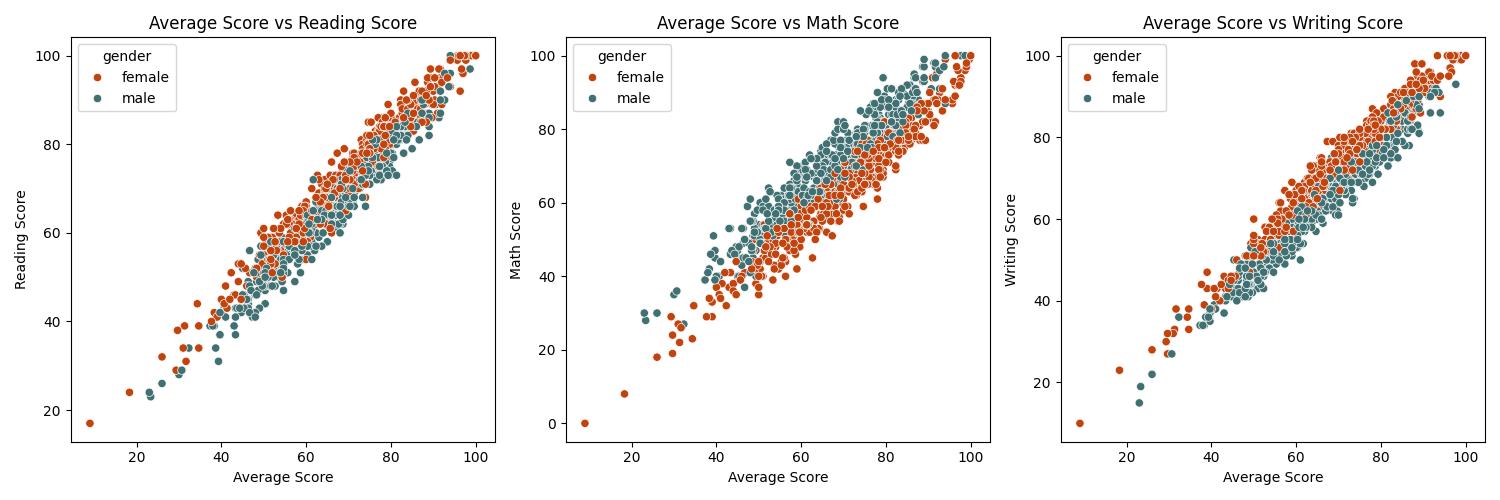 Average Score vs Reading Score
gender
female
male
100
80
60
40
20
Reading Score
20 40 60 80 100
Average Score
Average Score vs Math Score
gender
female
male
100
80
60
40
20
0
Math Score
20 40 60 80 100
Average Score
Average Score vs Writing Score
gender
female
male
100
80
60
40
20
Writing Score
20 40 60 80 100
Average Score